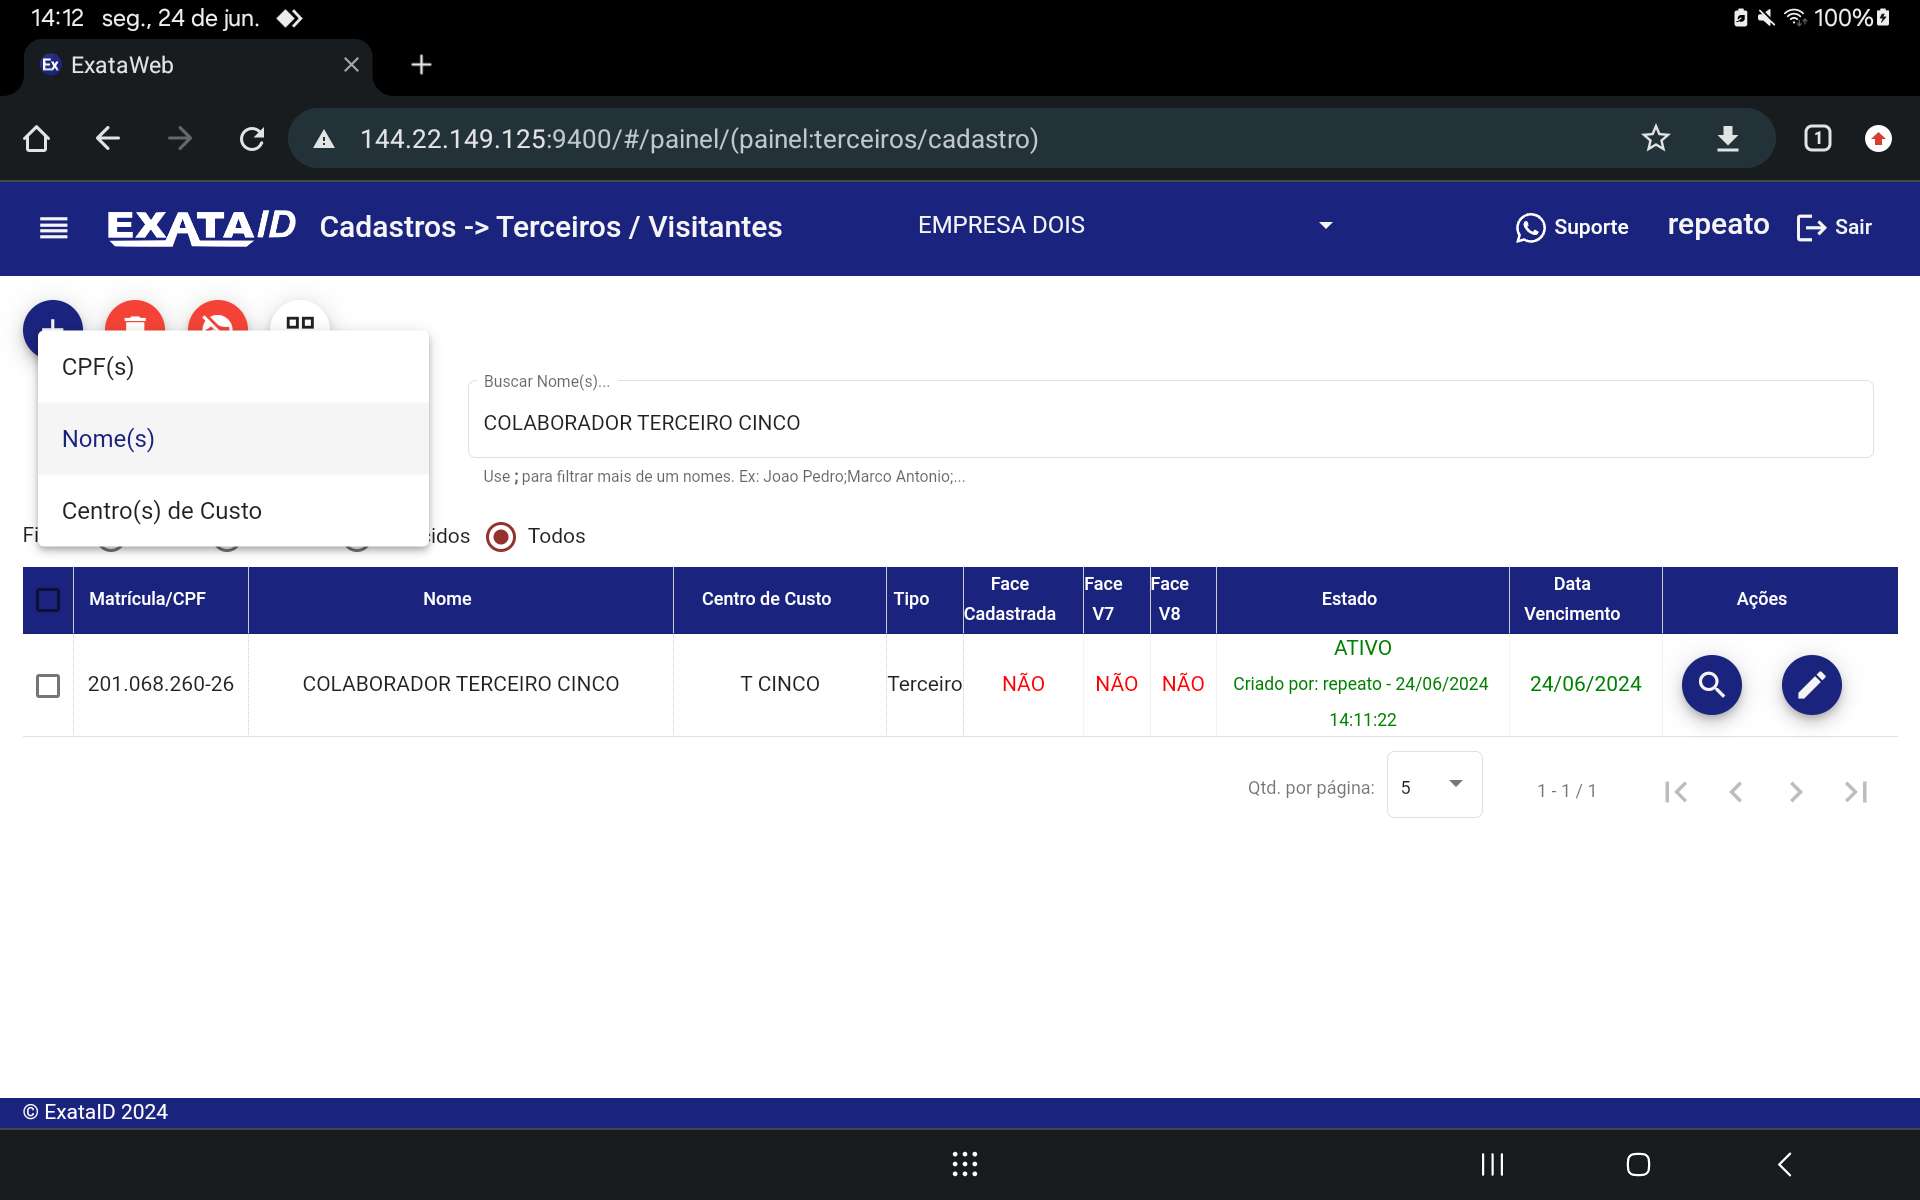 14:12 seg., 24 de jun. 100%
Ex ExataWeb
144.22.149.125:9400/#/painel/(painel:terceiros/cadastro) 1
EXATAID Cadastros -> Terceiros / Visitantes EMPRESA DOIS Suporte repeato Sair
CPF(s)
Nome(s)
Centro(s) de Custo
Buscar Nome(s)...
COLABORADOR TERCEIRO CINCO
Use ; para filtrar mais de um nomes. Ex: Joao Pedro;Marco Antonio;...
Todos
Matrícula/CPF Nome Centro de Custo Tipo Face Cadastrada Face V7 Face V8 Estado Data Vencimento Ações
201.068.260-26 COLABORADOR TERCEIRO CINCO T CINCO Terceiro NÃO NÃO NÃO ATIVO
Criado por: repeato - 24/06/2024
14:11:22
24/06/2024
Qtd. por página: 5 1 - 1 / 1
© ExataID 2024